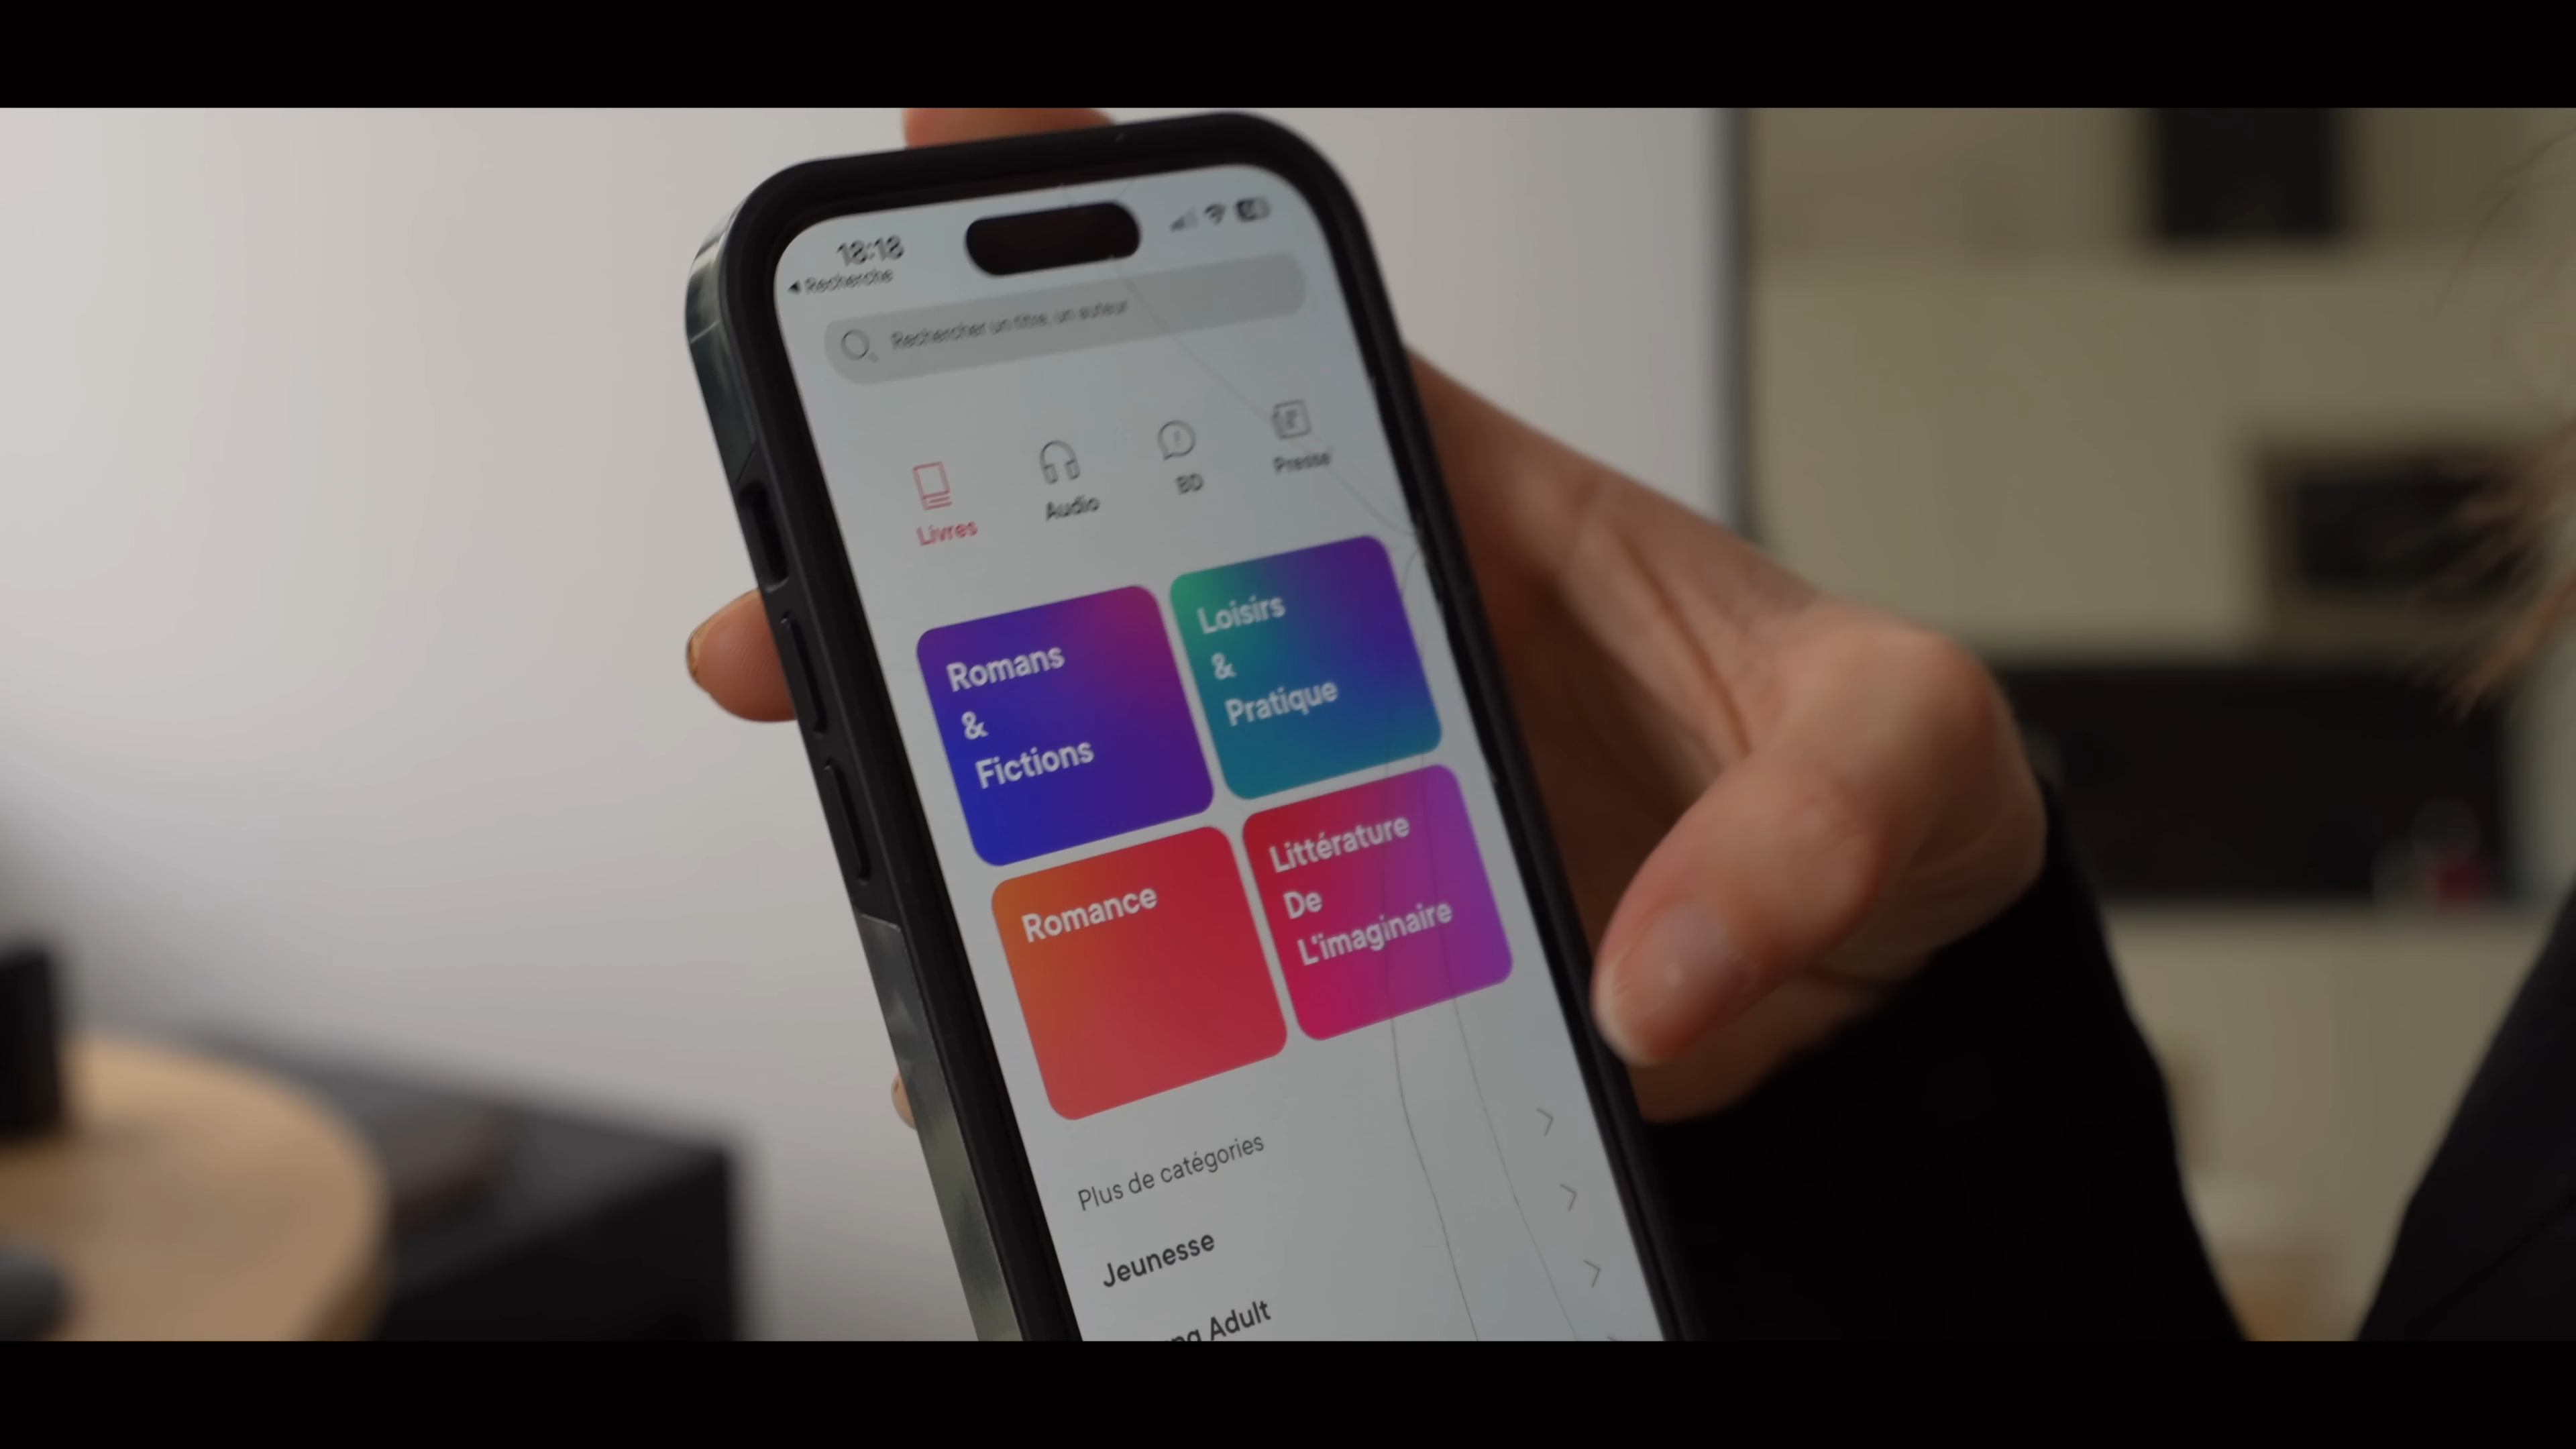 18:18
◀ Recherche
Rechercher un titre, un auteur
Livres
Audio
BD
Presse
Romans
&
Fictions
Loisirs
&
Pratique
Romance
Littérature
De
L'imaginaire
Plus de catégories
Jeunesse
Adult